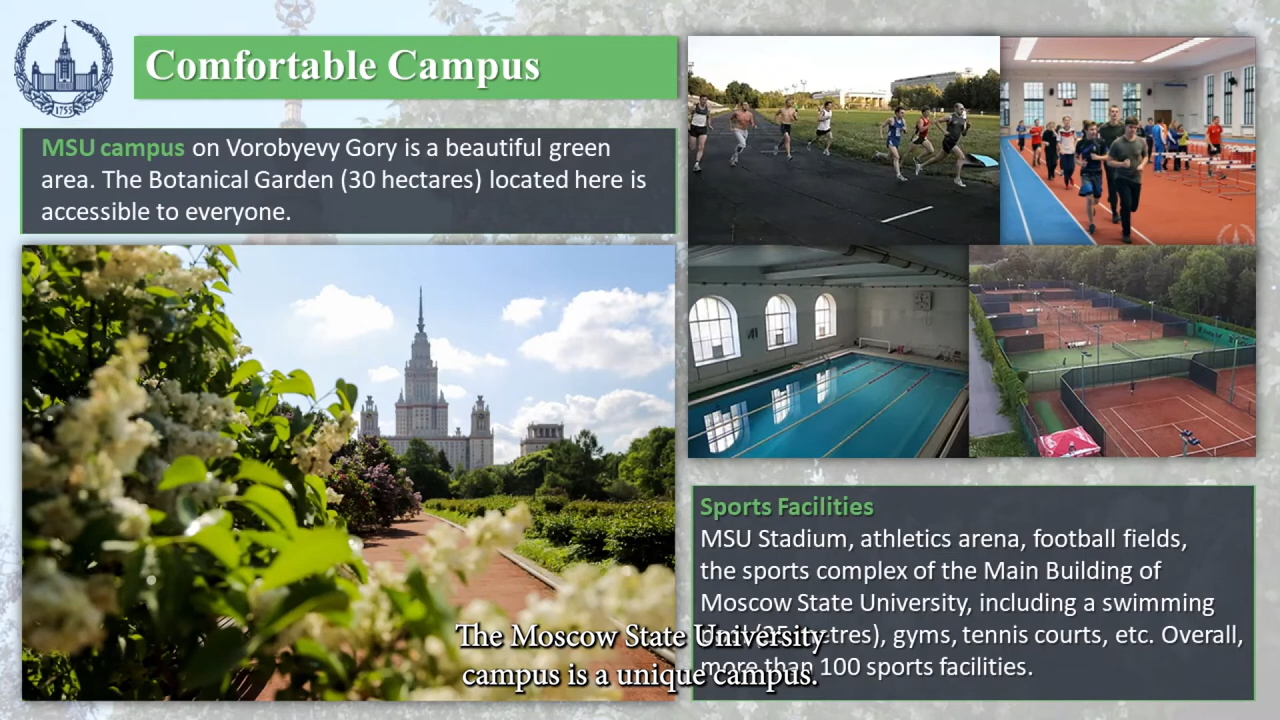 1755
Comfortable Campus
MSU campus on Vorobyevy Gory is a beautiful green
area. The Botanical Garden (30 hectares) located here is
accessible to everyone.
Sports Facilities
MSU Stadium, athletics arena, football fields,
the sports complex of the Main Building of
Moscow State University, including a swimming
gyms, tennis courts, etc. Overall,
more than 100 sports facilities.
The Moscow State University
campus is a unique campus.